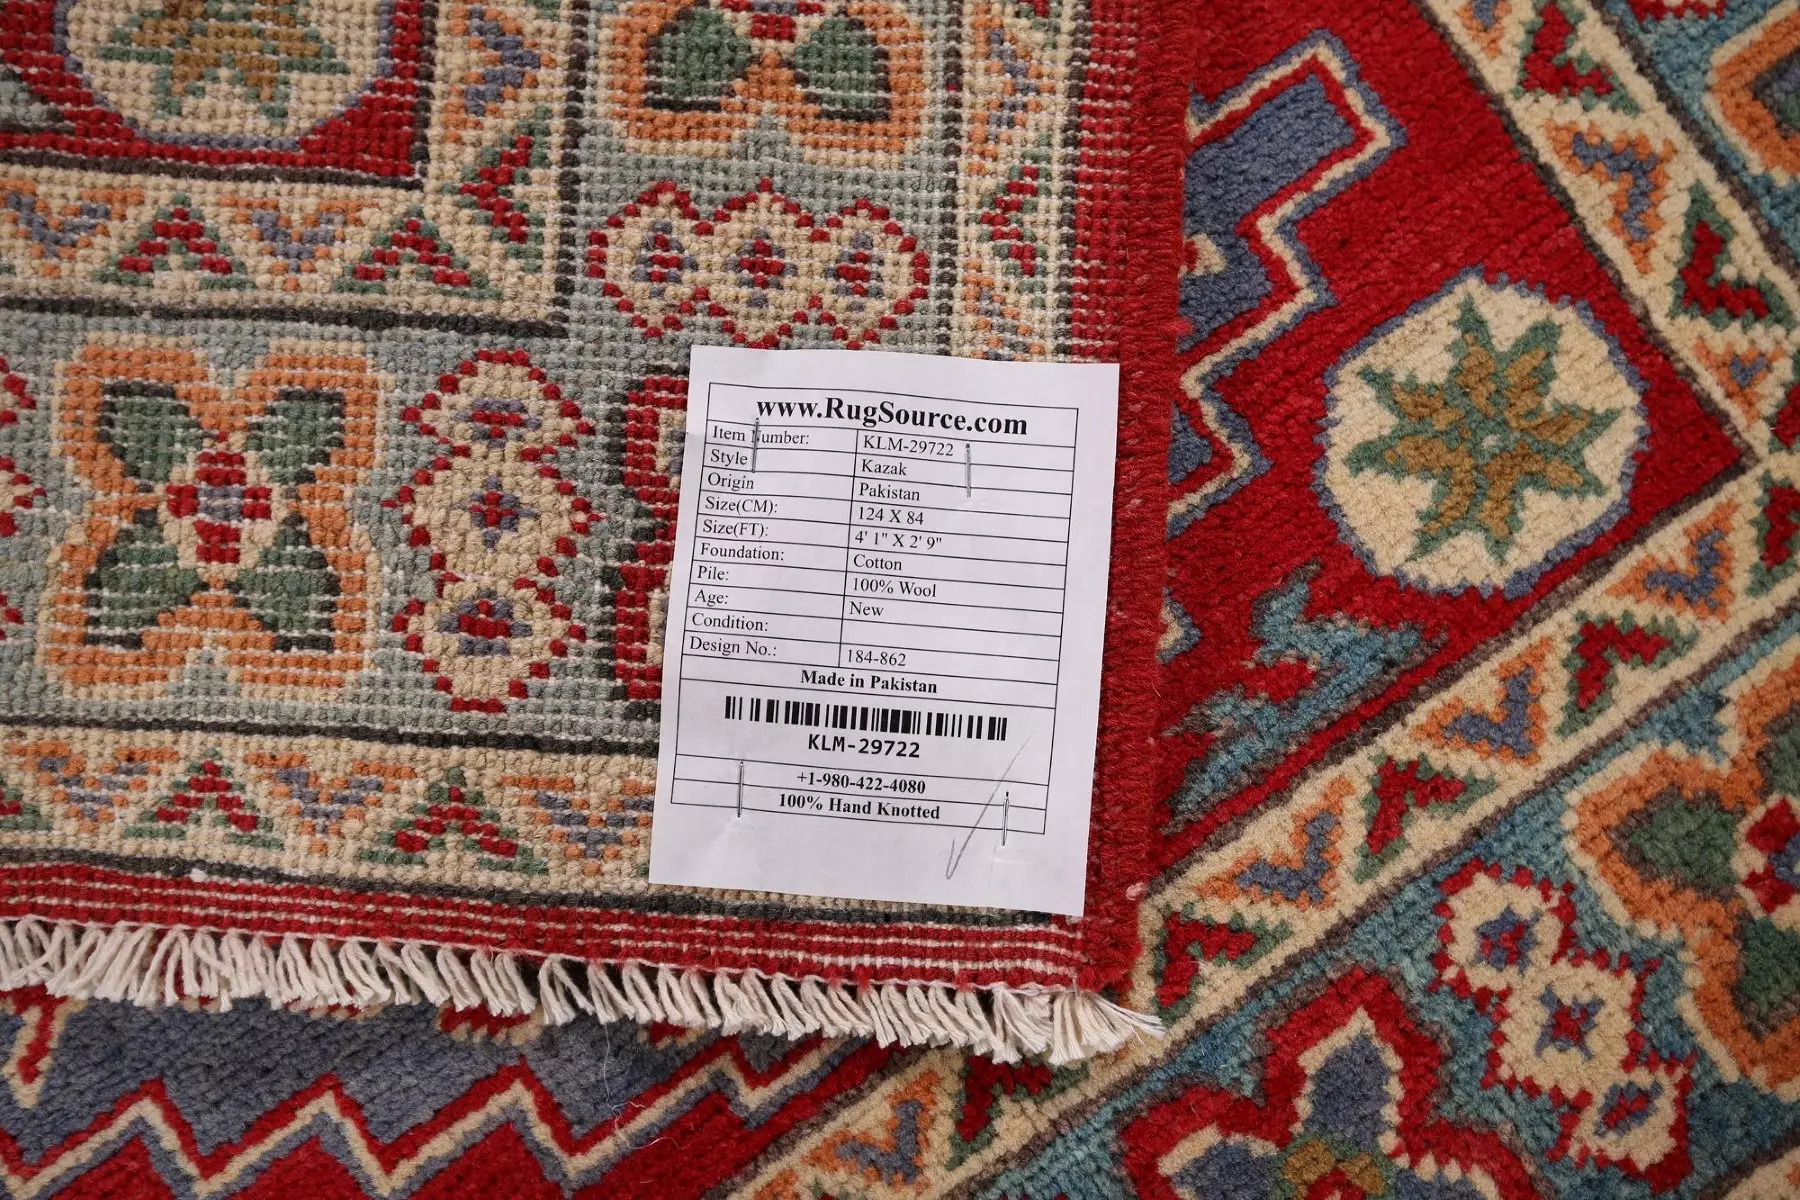 www.RugSource.com
Item Number: KLM-29722
Style Kazak
Origin Pakistan
Size(CM): 124 X 84
Size(FT): 4' 1" X 2' 9"
Foundation: Cotton
Pile: 100% Wool
Age: New
Condition:
Design No.: 184-862
Made in Pakistan
KLM-29722
+1-980-422-4080
100% Hand Knotted